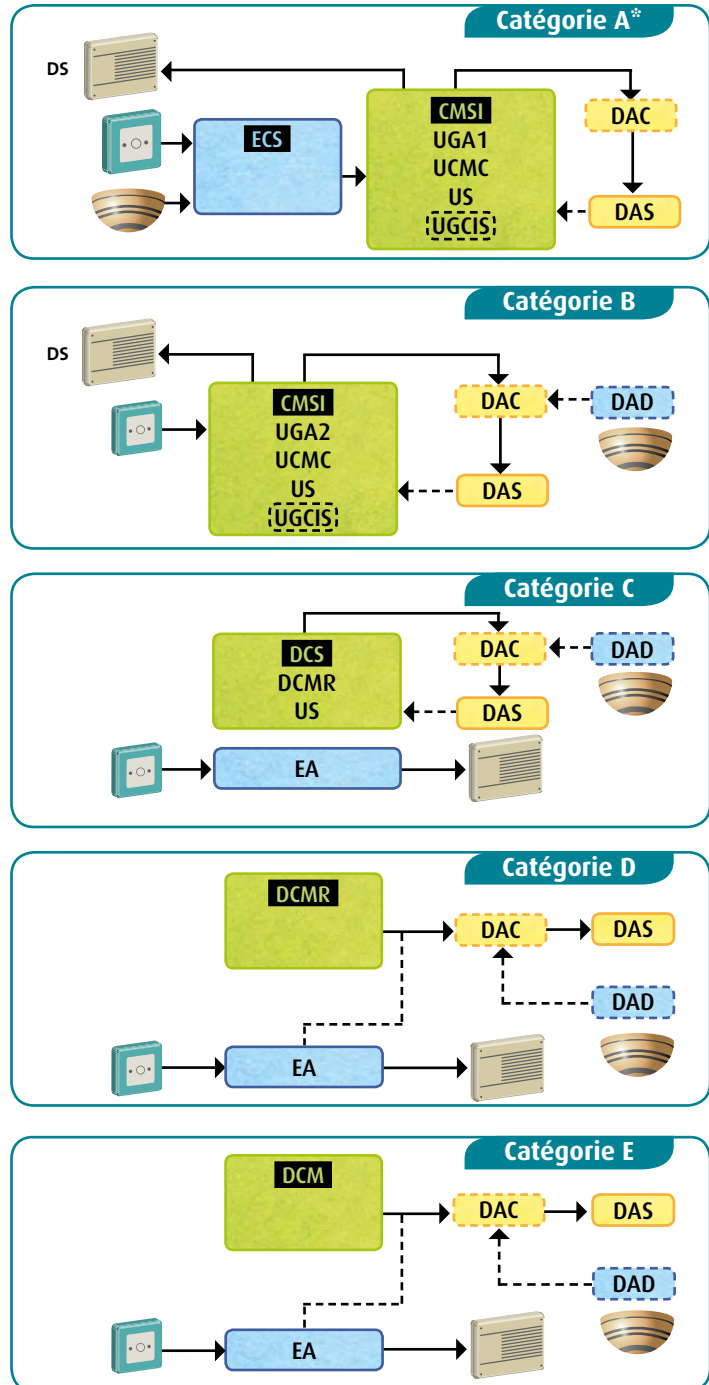 Catégorie A*
DS
ECS
CMSI
UGA1
UCMC
US
UGCIS
DAC
DAS
Catégorie B
DS
CMSI
UGA2
UCMC
US
UGCIS
DAC
DAD
DAS
Catégorie C
DCS
DCMR
US
DAC
DAD
DAS
EA
Catégorie D
DCMR
DAC
DAS
DAD
EA
Catégorie E
DCM
DAC
DAS
DAD
EA